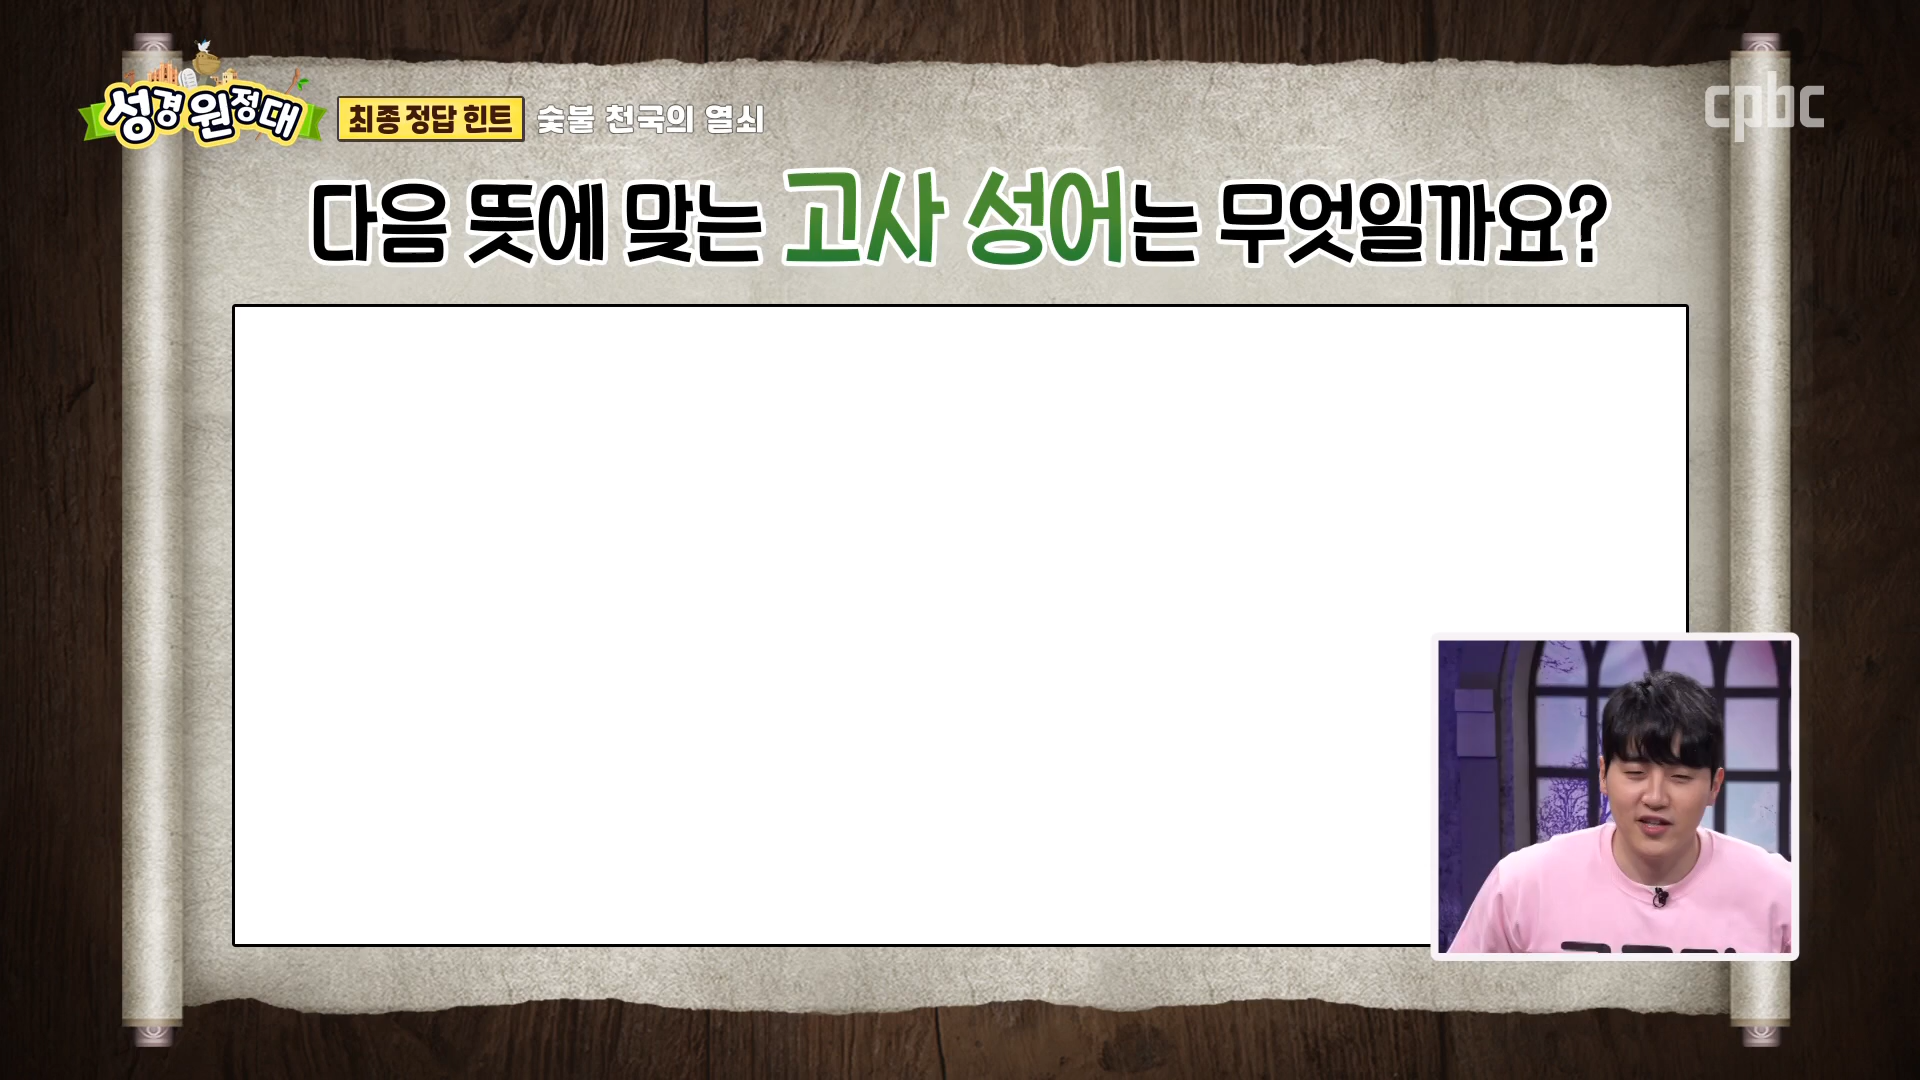 성경 원정대
최종 정답 힌트 숯불 천국의 열쇠
cpbc
다음 뜻에 맞는 고사 성어는 무엇일까요?